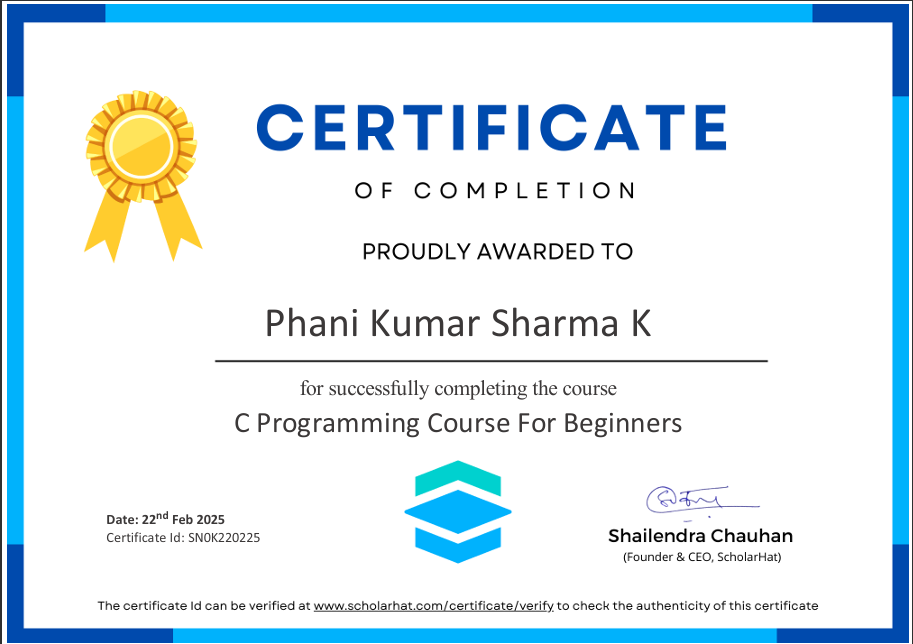 CERTIFICATE
OF COMPLETION
PROUDLY AWARDED TO
Phani Kumar Sharma K
for successfully completing the course
C Programming Course For Beginners
Date: 22nd Feb 2025
Certificate Id: SN0K220225
Shailendra Chauhan
(Founder & CEO, ScholarHat)
The certificate Id can be verified at www.scholarhat.com/certificate/verify to check the authenticity of this certificate